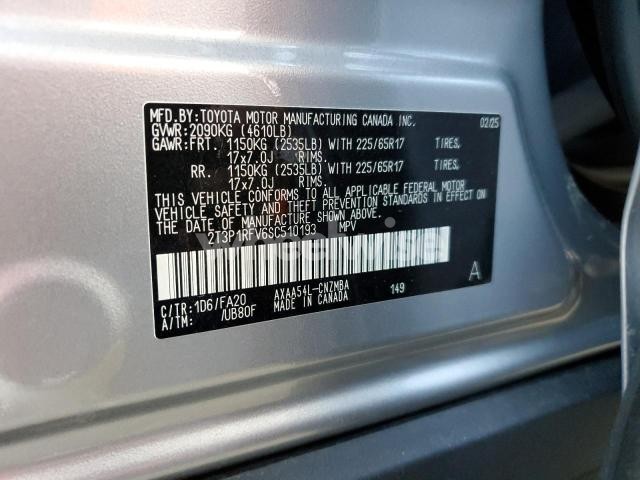 MFD.BY:TOYOTA MOTOR MANUFACTURING CANADA INC. 02/25
GVWR:2090KG (4610LB)
GAWR:FRT. 1150KG (2535LB) WITH 225/65R17 TIRES.
17x7.0J RIMS.
RR. 1150KG (2535LB) WITH 225/65R17 TIRES.
17x7.0J RIMS.
THIS VEHICLE CONFORMS TO ALL APPLICABLE FEDERAL MOTOR
VEHICLE SAFETY AND THEFT PREVENTION STANDARDS IN EFFECT
ON THE DATE OF MANUFACTURE SHOWN ABOVE.
2T3P1RFV6SC510193 MPV
A
C/TR:1D6/FA20 AXAA54L-CNZMBA 149
A/TM: /UB80F MADE IN CANADA